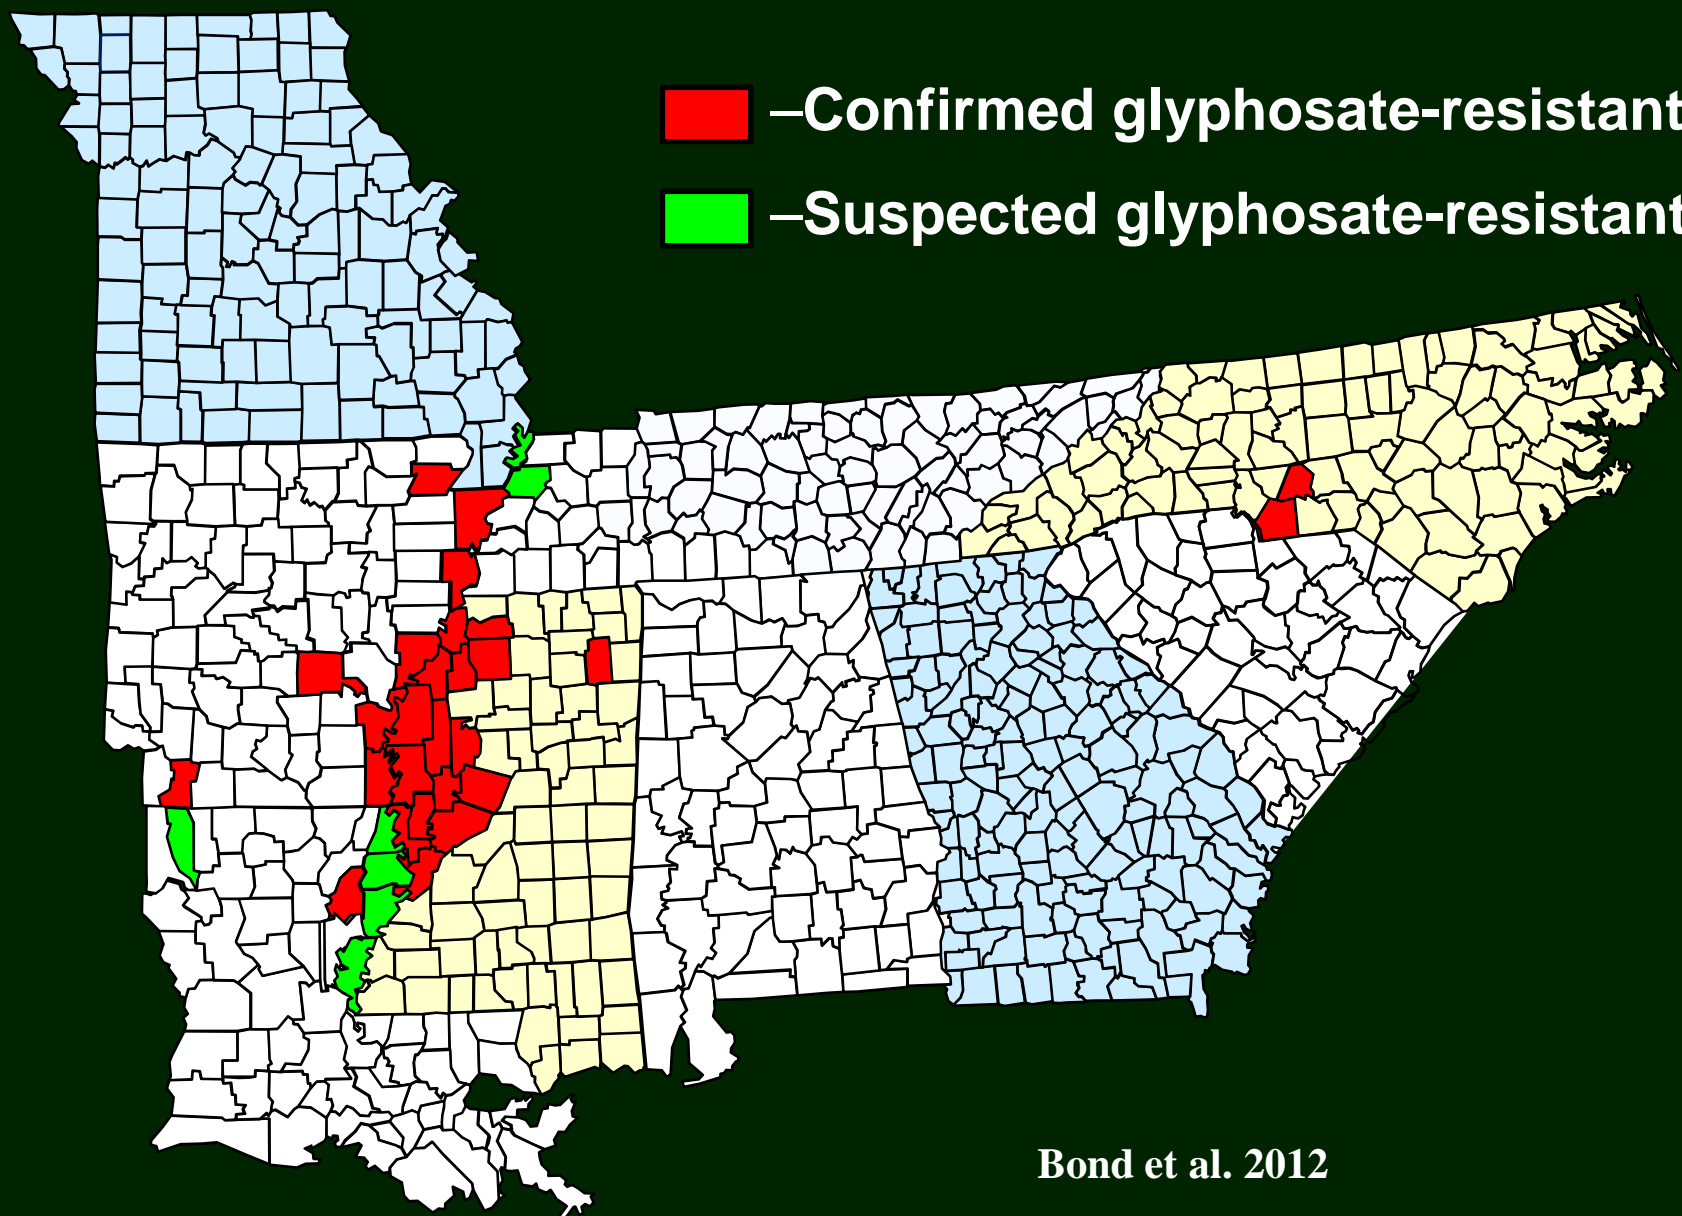 –Confirmed glyphosate-resistant
–Suspected glyphosate-resistant
Bond et al. 2012